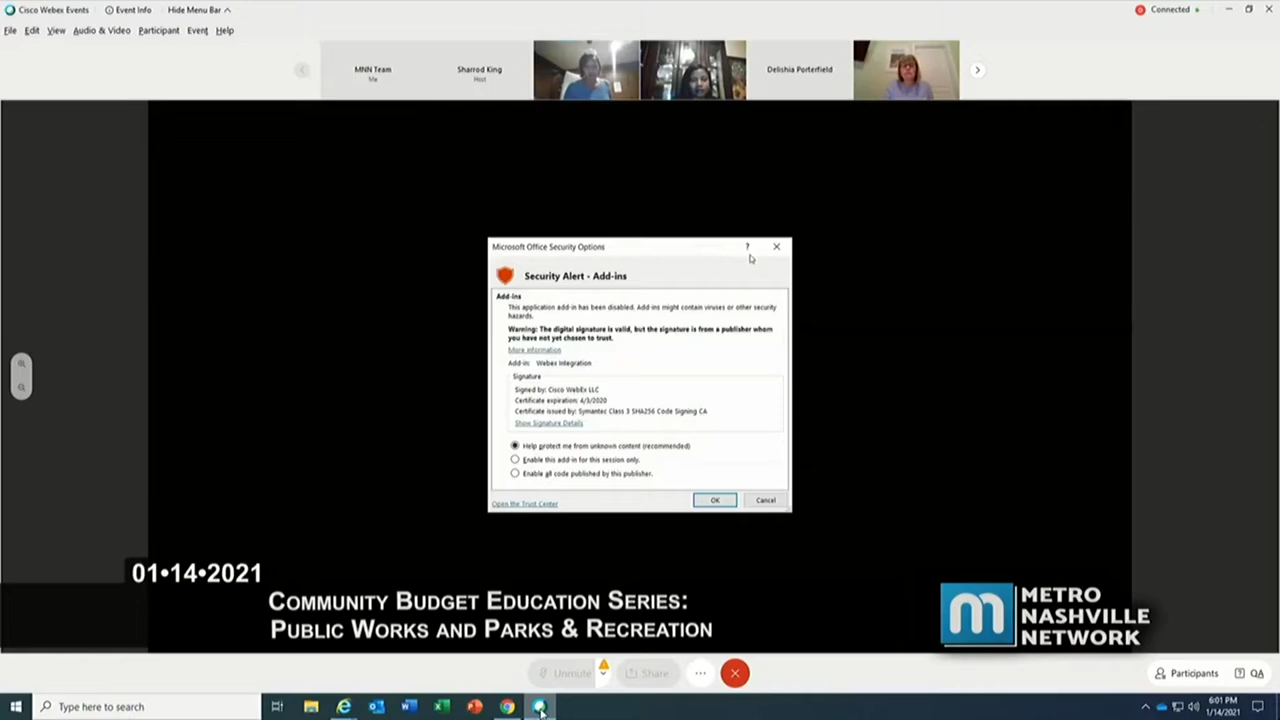 Cisco Webex Events
Event Info
Hide Menu Bar
Connected
File Edit View Audio & Video Participant Event Help
MNN Team
Me
Sharrod King
Host
Delishia Porterfield
Microsoft Office Security Options
?
Security Alert - Add-ins
Add-ins
This application add-in has been disabled. Add-ins might contain viruses or other security
hazards.
Warning: The digital signature is valid, but the signature is from a publisher whom
you have not yet chosen to trust.
More information
Add-in: Webex Integration
Signature
Signed by: Cisco WebEx LLC
Certificate expiration: 4/3/2020
Certificate issued by: Symantec Class 3 SHA256 Code Signing CA
Show Signature Details
Help protect me from unknown content (recommended)
Enable this add-in for this session only.
Enable all code published by this publisher.
Open the Trust Center
OK
Cancel
01•14•2021
Community Budget Education Series:
Public Works and Parks & Recreation
m
METRO
NASHVILLE
NETWORK
Unmute
Share
Participants
QA
Type here to search
6:01 PM
1/14/2021